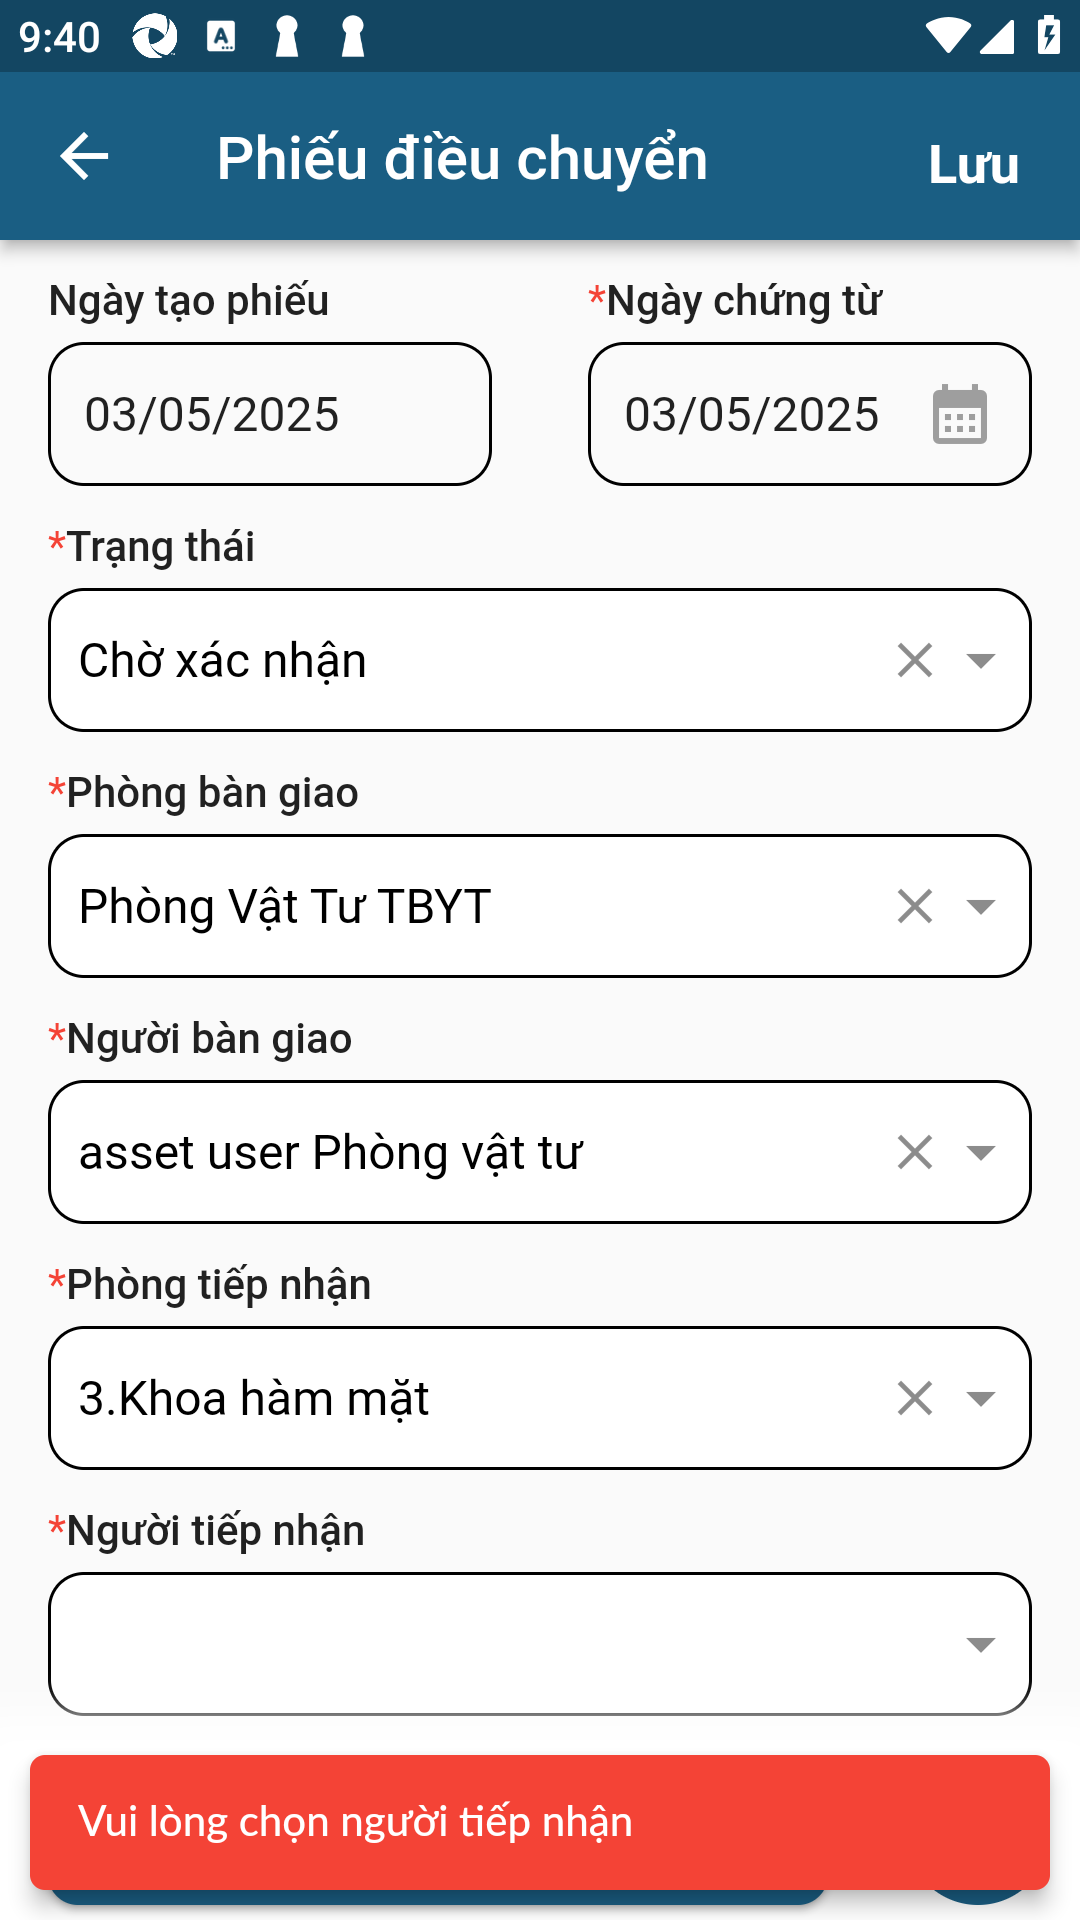 9:40
Phiếu điều chuyển
Lưu
Ngày tạo phiếu
*Ngày chứng từ
03/05/2025
03/05/2025
*Trạng thái
Chờ xác nhận
*Phòng bàn giao
Phòng Vật Tư TBYT
*Người bàn giao
asset user Phòng vật tư
*Phòng tiếp nhận
3.Khoa hàm mặt
*Người tiếp nhận
Vui lòng chọn người tiếp nhận